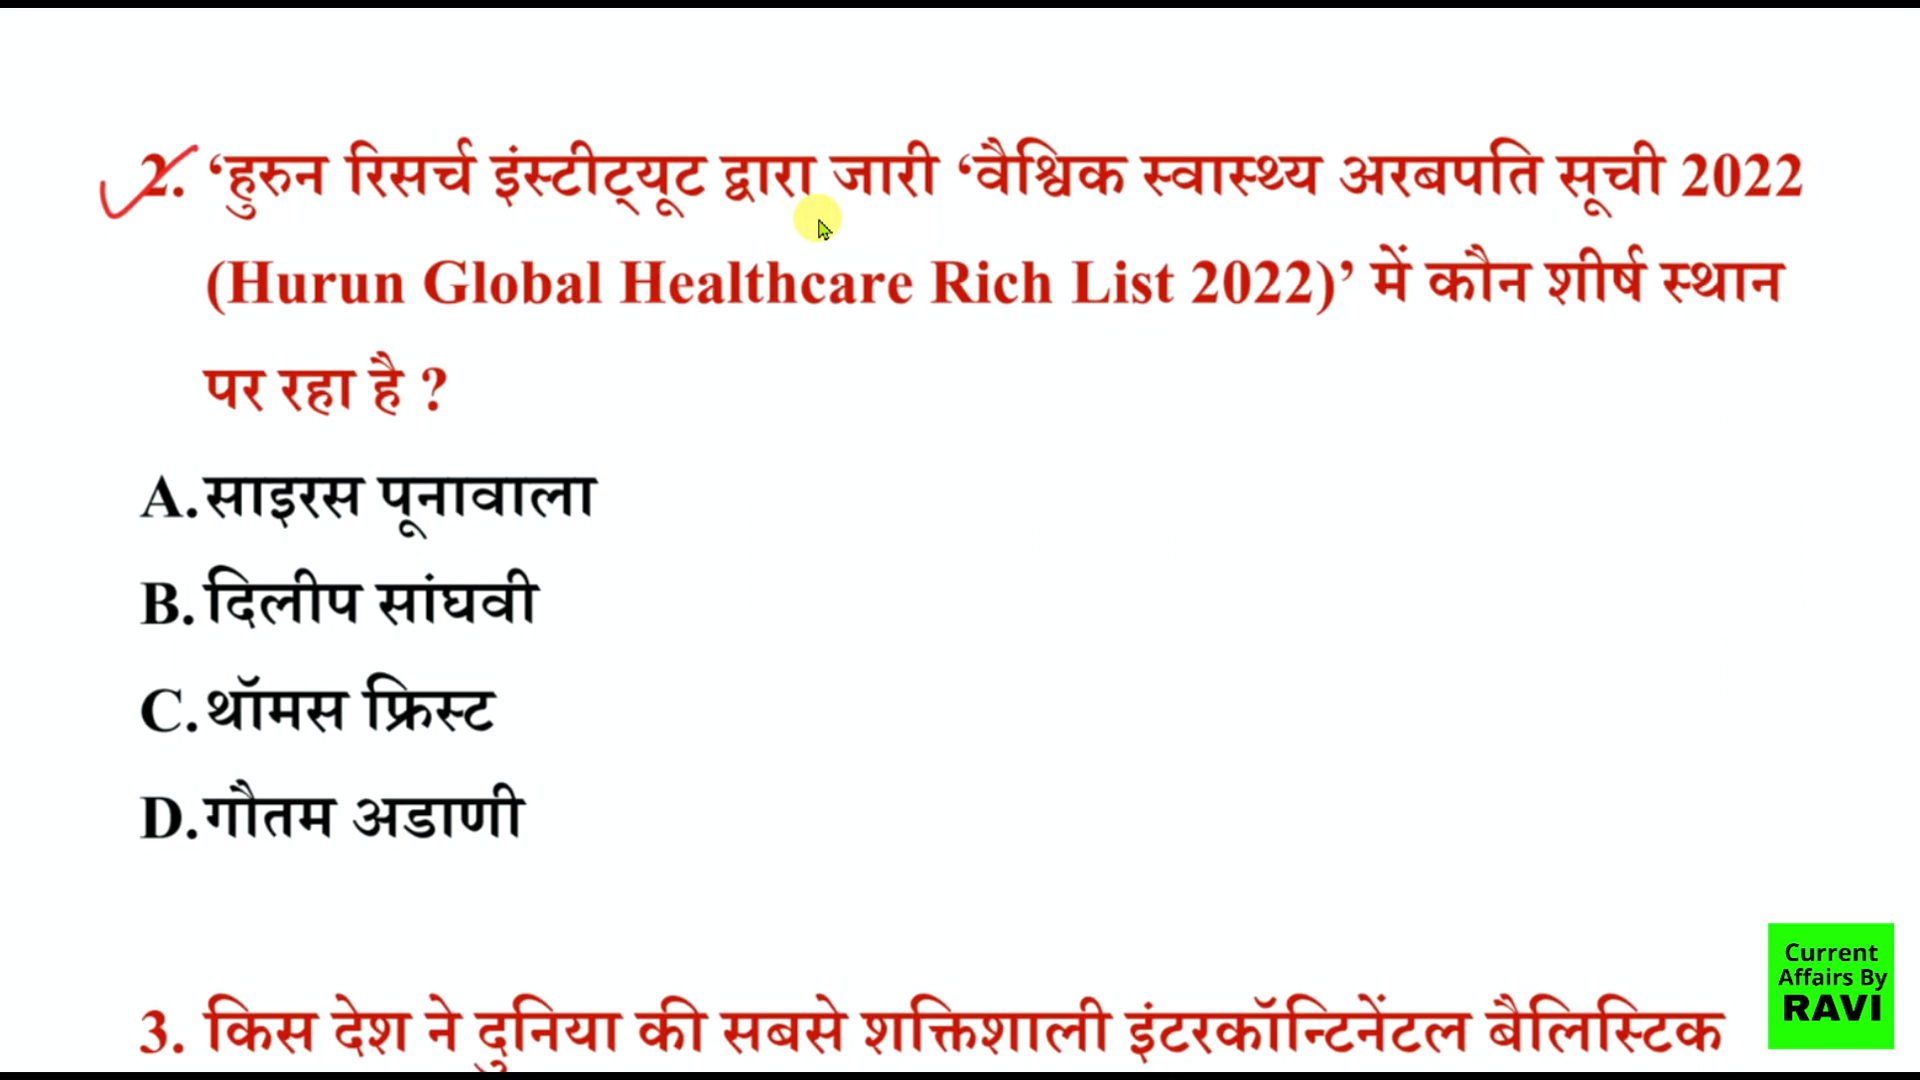 2. ‘हुरुन रिसर्च इंस्टीट्यूट द्वारा जारी ‘वैश्विक स्वास्थ्य अरबपति सूची 2022
(Hurun Global Healthcare Rich List 2022)’ में कौन शीर्ष स्थान
पर रहा है ?
A. साइरस पूनावाला
B. दिलीप सांघवी
C. थॉमस फ्रिस्ट
D. गौतम अडाणी
3. किस देश ने दुनिया की सबसे शक्तिशाली इंटरकॉन्टिनेंटल बैलिस्टिक
Current
Affairs By
RAVI